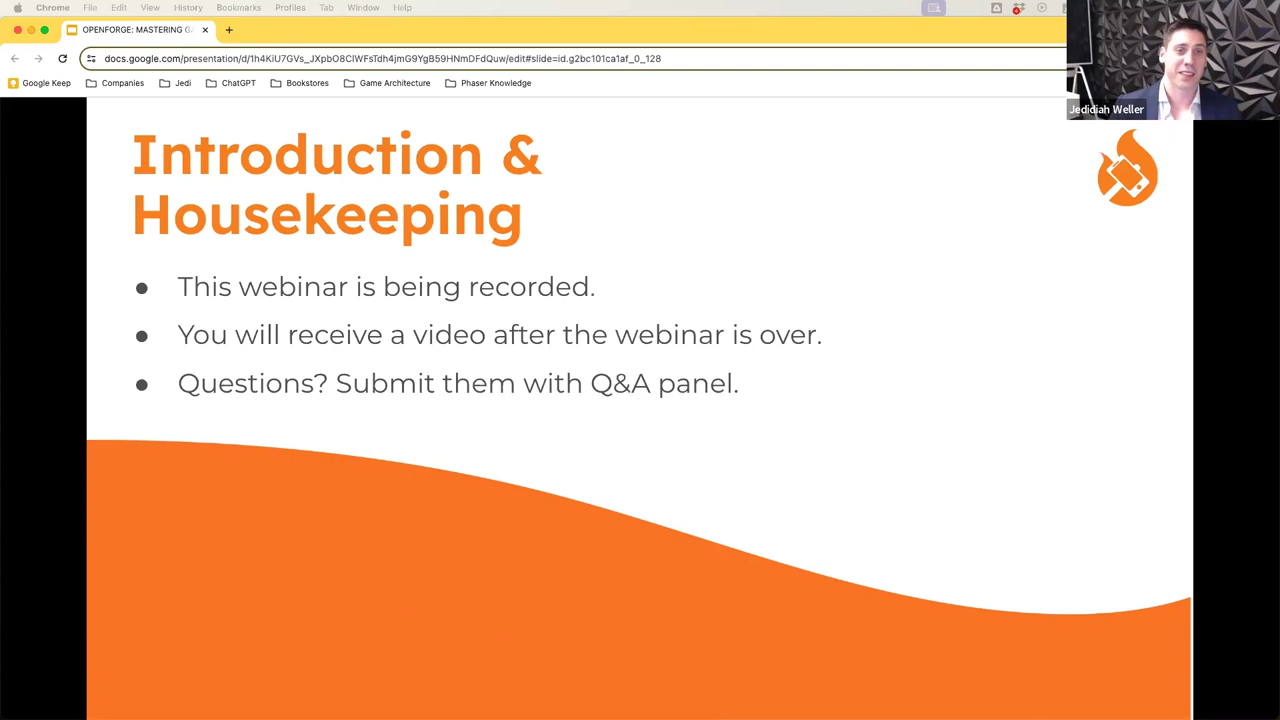 Chrome File Edit View History Bookmarks Profiles Tab Window Help
OPENFORGE: MASTERING GA
docs.google.com/presentation/d/1h4KiU7GVs_JXpbO8ClWFsTdh4jmG9YgB59HNmDFdQuw/edit#slide=id.g2bc101ca1af_0_128
Google Keep Companies Jedi ChatGPT Bookstores Game Architecture Phaser Knowledge
Jedidiah Weller
Introduction &
Housekeeping
● This webinar is being recorded.
● You will receive a video after the webinar is over.
● Questions? Submit them with Q&A panel.